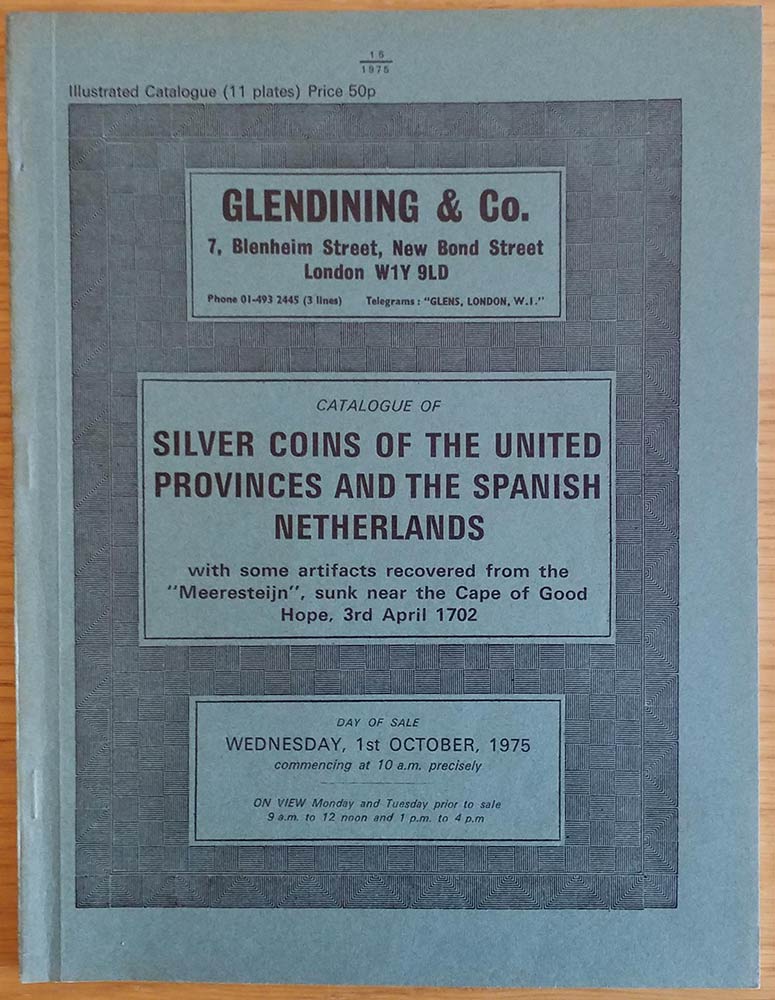 15
1975
Illustrated Catalogue (11 plates) Price 50p
GLENDINING & Co.
7, Blenheim Street, New Bond Street
London W1Y 9LD
Phone 01-493 2445 (3 lines) Telegrams: "GLENS, LONDON, W.1."
CATALOGUE OF
SILVER COINS OF THE UNITED
PROVINCES AND THE SPANISH
NETHERLANDS
with some artifacts recovered from the
"Meeresteijn", sunk near the Cape of Good
Hope, 3rd April 1702
DAY OF SALE
WEDNESDAY, 1st OCTOBER, 1975
commencing at 10 a.m. precisely
ON VIEW Monday and Tuesday prior to sale
9 a.m. to 12 noon and 1 p.m. to 4 p.m